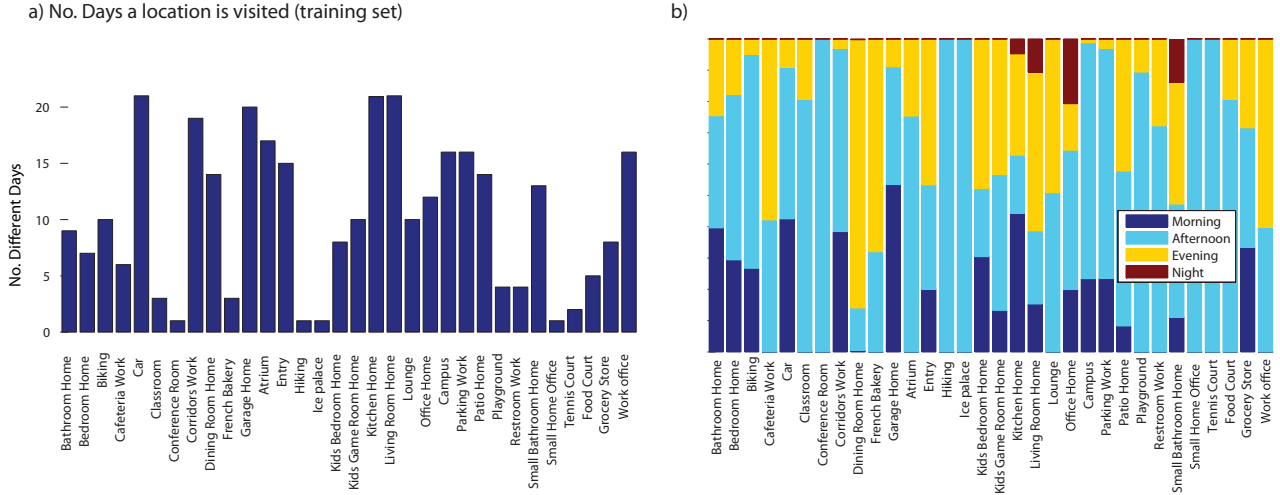 a) No. Days a location is visited (training set)
b)
No. Different Days
20
15
10
5
0
Bathroom Home
Bedroom Home
Biking
Cafeteria Work
Car
Classroom
Conference Room
Corridors Work
Dining Room Home
French Bakery
Garage Home
Atrium
Entry
Hiking
Ice palace
Kids Bedroom Home
Kids Game Room Home
Kitchen Home
Living Room Home
Lounge
Office Home
Campus
Parking Work
Patio Home
Playground
Restroom Work
Small Bathroom Home
Small Home Office
Tennis Court
Food Court
Grocery Store
Work office
Morning
Afternoon
Evening
Night
Bathroom Home
Bedroom Home
Biking
Cafeteria Work
Car
Classroom
Conference Room
Corridors Work
Dining Room Home
French Bakery
Garage Home
Atrium
Entry
Hiking
Ice palace
Kids Bedroom Home
Kids Game Room Home
Kitchen Home
Living Room Home
Lounge
Office Home
Campus
Parking Work
Patio Home
Playground
Restroom Work
Small Bathroom Home
Small Home Office
Tennis Court
Food Court
Grocery Store
Work office